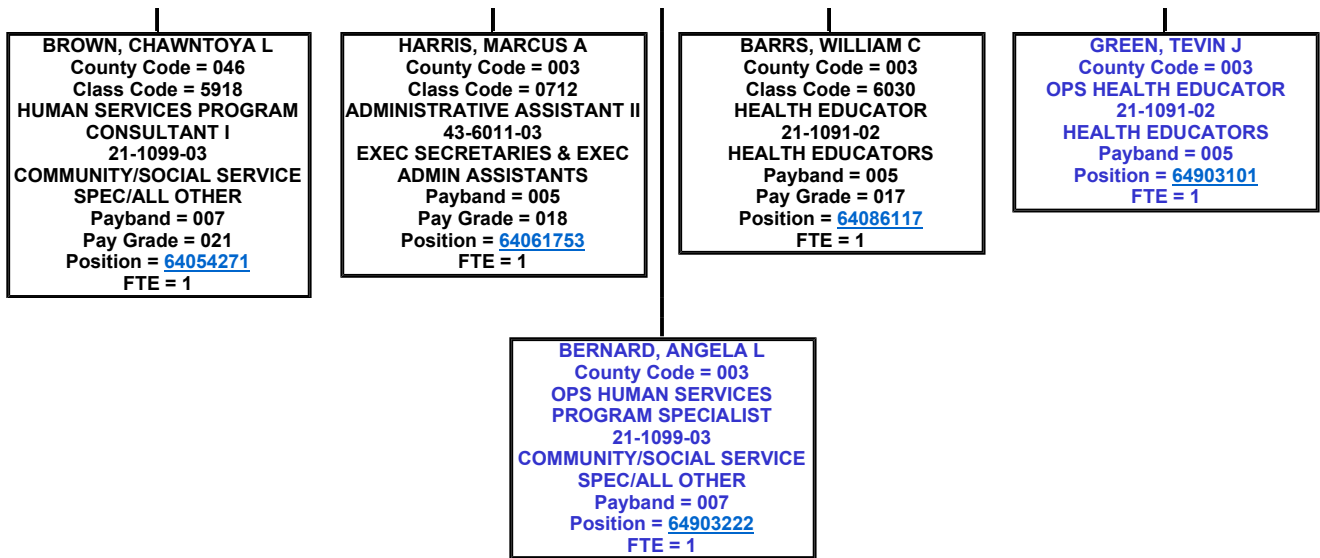 BROWN, CHAWNTOYA L
County Code = 046
Class Code = 5918
HUMAN SERVICES PROGRAM
CONSULTANT I
21-1099-03
COMMUNITY/SOCIAL SERVICE
SPEC/ALL OTHER
Payband = 007
Pay Grade = 021
Position = 64054271
FTE = 1
HARRIS, MARCUS A
County Code = 003
Class Code = 0712
ADMINISTRATIVE ASSISTANT II
43-6011-03
EXEC SECRETARIES & EXEC
ADMIN ASSISTANTS
Payband = 005
Pay Grade = 018
Position = 64061753
FTE = 1
BARRS, WILLIAM C
County Code = 003
Class Code = 6030
HEALTH EDUCATOR
21-1091-02
HEALTH EDUCATORS
Payband = 005
Pay Grade = 017
Position = 64086117
FTE = 1
GREEN, TEVIN J
County Code = 003
OPS HEALTH EDUCATOR
21-1091-02
HEALTH EDUCATORS
Payband = 005
Position = 64903101
FTE = 1
BERNARD, ANGELA L
County Code = 003
OPS HUMAN SERVICES
PROGRAM SPECIALIST
21-1099-03
COMMUNITY/SOCIAL SERVICE
SPEC/ALL OTHER
Payband = 007
Position = 64903222
FTE = 1